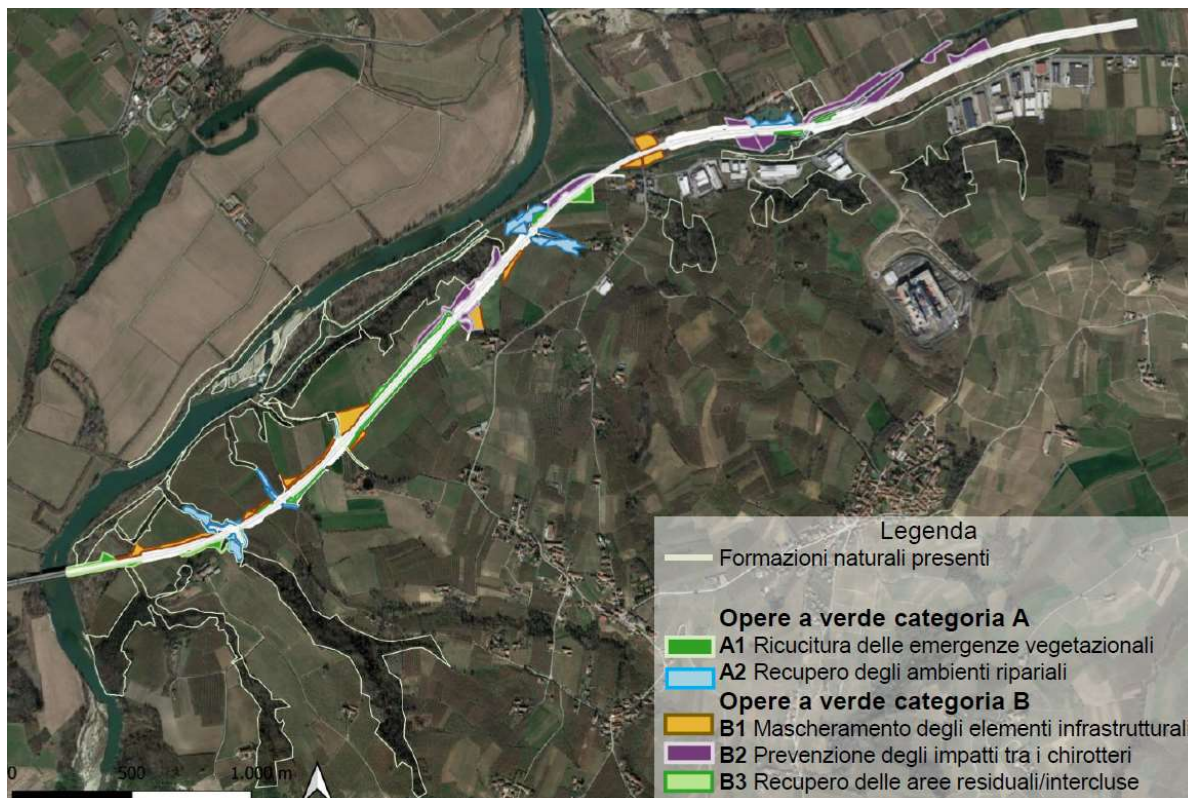 Legenda
Formazioni naturali presenti
Opere a verde categoria A
A1 Ricucitura delle emergenze vegetazionali
A2 Recupero degli ambienti ripariali
Opere a verde categoria B
B1 Mascheramento degli elementi infrastrutturali
B2 Prevenzione degli impatti tra i chirotteri
B3 Recupero delle aree residuali/intercluse
0 500 1.000 m